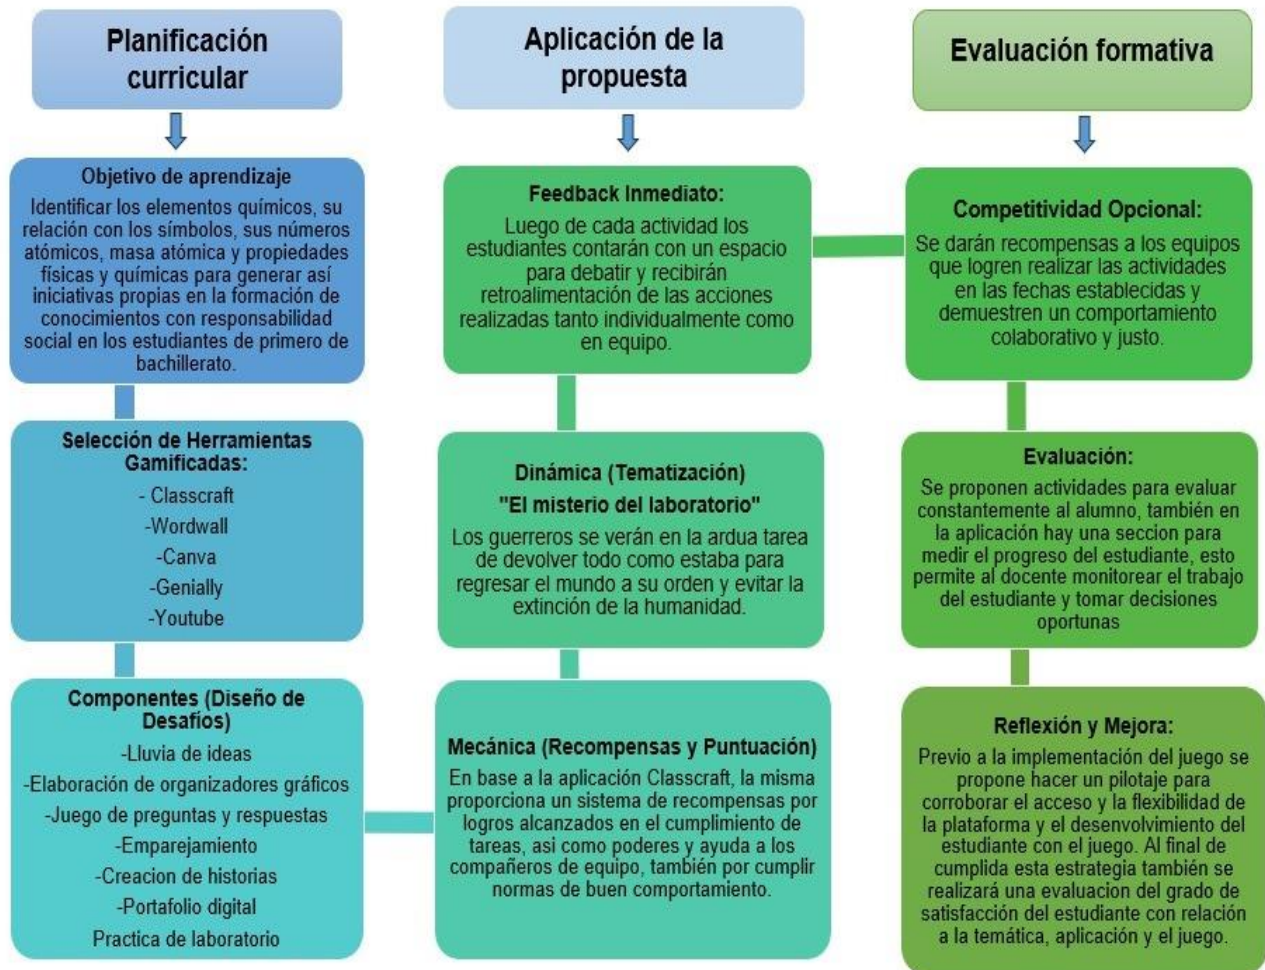 Planificación
curricular
Objetivo de aprendizaje
Identificar los elementos químicos, su
relación con los símbolos, sus números
atómicos, masa atómica y propiedades
físicas y químicas para generar así
iniciativas propias en la formación de
conocimientos con responsabilidad
social en los estudiantes de primero de
bachillerato.
Selección de Herramientas
Gamificadas:
- Classcraft
-Wordwall
-Canva
-Genially
-Youtube
Componentes (Diseño de
Desafíos)
-Lluvia de ideas
-Elaboración de organizadores gráficos
-Juego de preguntas y respuestas
-Emparejamiento
-Creacion de historias
-Portafolio digital
Practica de laboratorio
Aplicación de la
propuesta
Feedback Inmediato:
Luego de cada actividad los
estudiantes contarán con un espacio
para debatir y recibirán
retroalimentación de las acciones
realizadas tanto individualmente como
en equipo.
Dinámica (Tematización)
"El misterio del laboratorio"
Los guerreros se verán en la ardua tarea
de devolver todo como estaba para
regresar el mundo a su orden y evitar la
extinción de la humanidad.
Mecánica (Recompensas y Puntuación)
En base a la aplicación Classcraft, la misma
proporciona un sistema de recompensas por
logros alcanzados en el cumplimiento de
tareas, asi como poderes y ayuda a los
compañeros de equipo, también por cumplir
normas de buen comportamiento.
Evaluación formativa
Competitividad Opcional:
Se darán recompensas a los equipos
que logren realizar las actividades
en las fechas establecidas y
demuestren un comportamiento
colaborativo y justo.
Evaluación:
Se proponen actividades para evaluar
constantemente al alumno, también en
la aplicación hay una seccion para
medir el progreso del estudiante, esto
permite al docente monitorear el trabajo
del estudiante y tomar decisiones
oportunas
Reflexión y Mejora:
Previo a la implementación del juego se
propone hacer un pilotaje para
corroborar el acceso y la flexibilidad de
la plataforma y el desenvolvimiento del
estudiante con el juego. Al final de
cumplida esta estrategia también se
realizará una evaluacion del grado de
satisfacción del estudiante con relación
a la temática, aplicación y el juego.